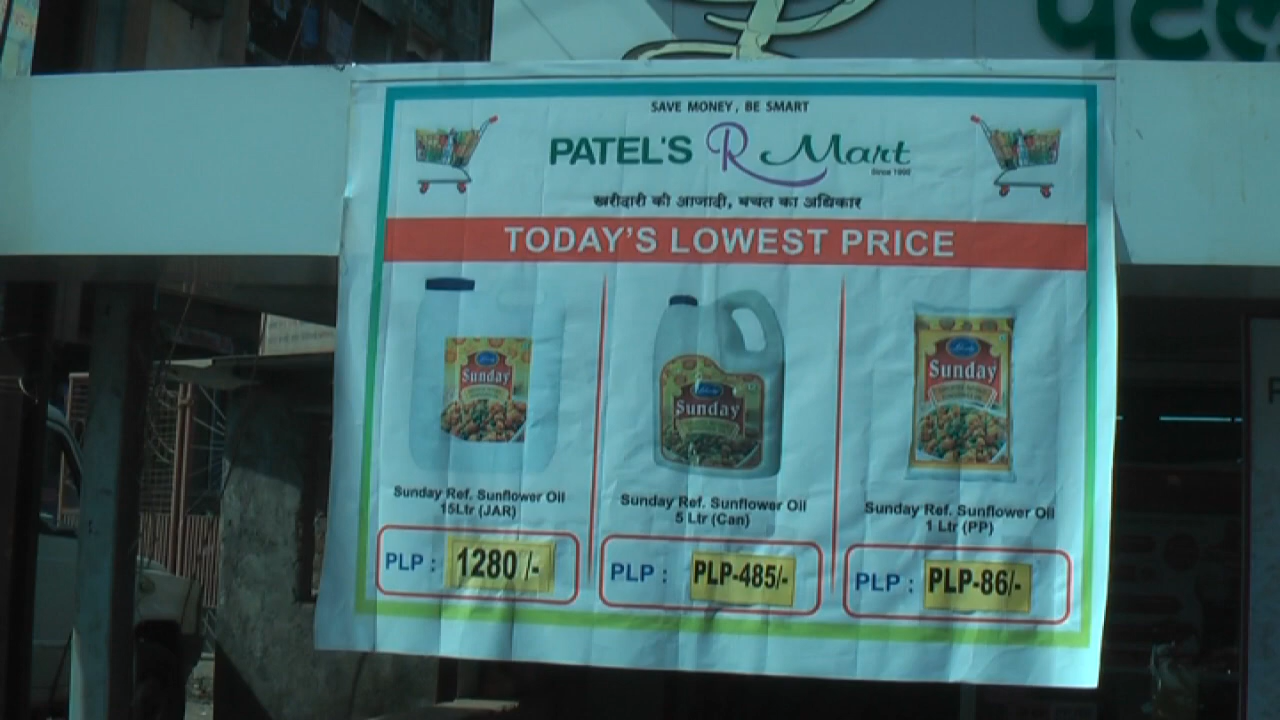 पटेल
SAVE MONEY, BE SMART
PATEL'S R Mart
Since 1990
खरीदारी की आजादी, बचत का अधिकार
TODAY'S LOWEST PRICE
Sunday
Sunday
Sunday
Sunday Ref. Sunflower Oil
15Ltr (JAR)
Sunday Ref. Sunflower Oil
5 Ltr (Can)
Sunday Ref. Sunflower Oil
1 Ltr (PP)
PLP : 1280 /-
PLP : PLP-485/-
PLP : PLP-86/-